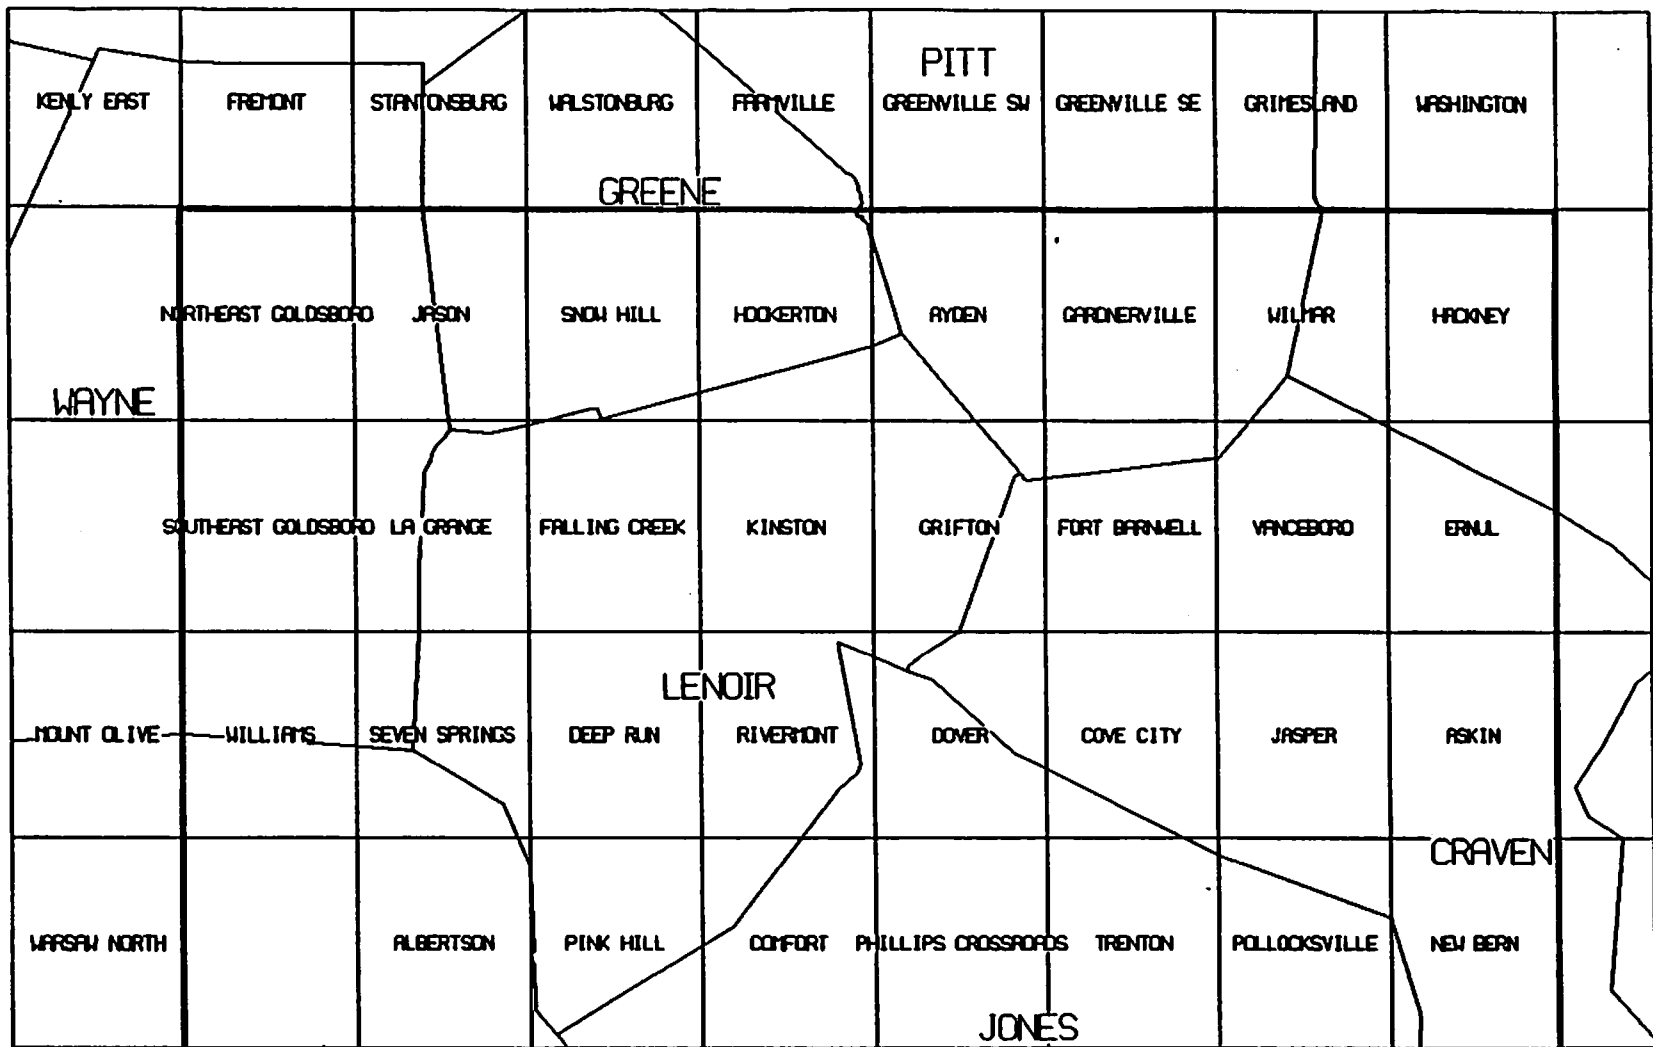 PITT
KENLY EAST FREMONT STANTONSBURG WALSTONBURG FARMVILLE GREENVILLE SW GREENVILLE SE GRIMESLAND WASHINGTON
GREENE
NORTHEAST GOLDSBORO JASON SNOW HILL HOOKERTON AYDEN GARDNERVILLE WILMAR HACKNEY
WAYNE
SOUTHEAST GOLDSBORO LA GRANGE FALLING CREEK KINSTON GRIFTON FORT BARNWELL VANCEBORO ERNUL
LENOIR
MOUNT OLIVE WILLIAMS SEVEN SPRINGS DEEP RUN RIVERMONT DOVER COVE CITY JASPER ASKIN
CRAVEN
WARSAW NORTH ALBERTSON PINK HILL COMFORT PHILLIPS CROSSROADS TRENTON POLLOCKSVILLE NEW BERN
JONES